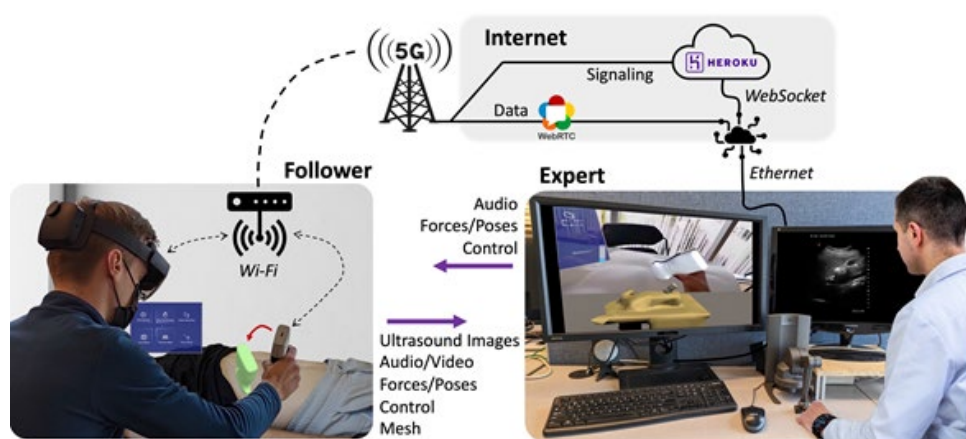 5G
Internet
HEROKU
Signaling
WebSocket
Data
WebRTC
Follower
Expert
Ethernet
Wi-Fi
Audio
Forces/Poses
Control
Ultrasound Images
Audio/Video
Forces/Poses
Control
Mesh